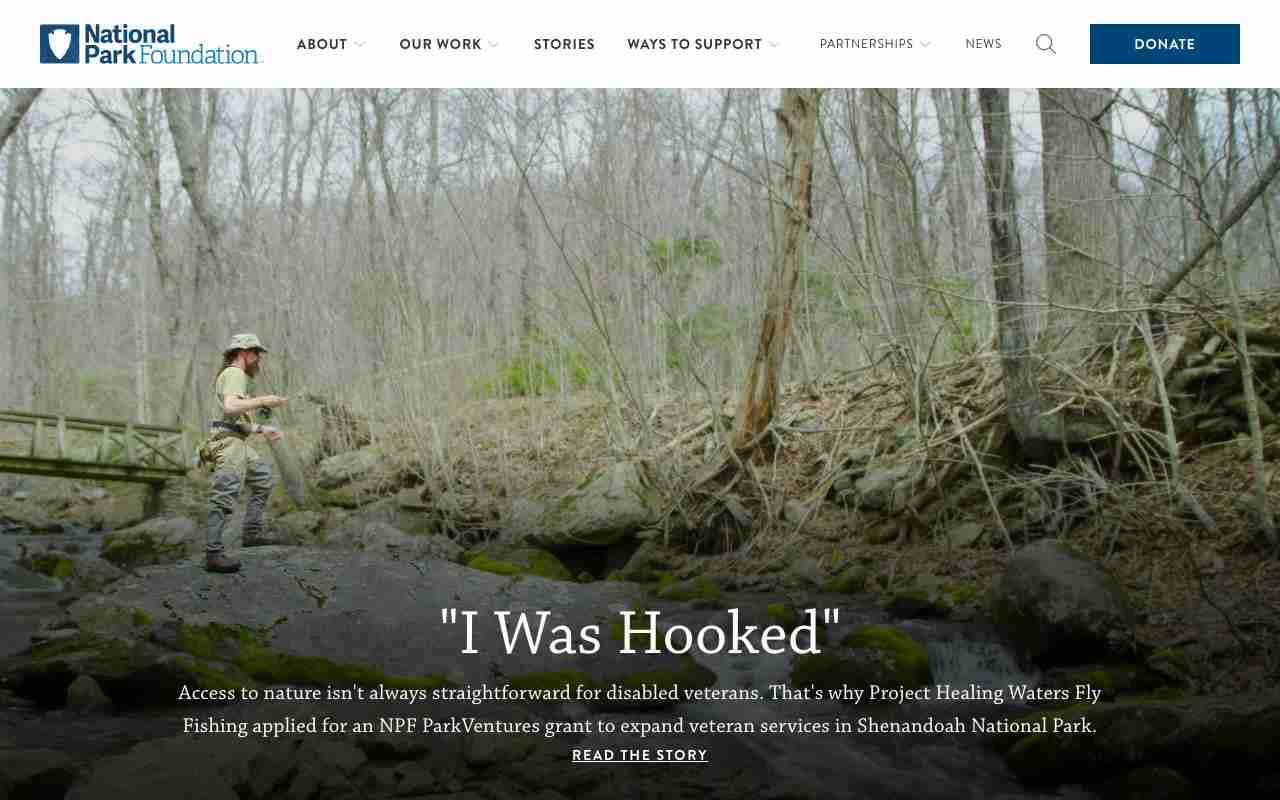 National
Park Foundation
ABOUT
OUR WORK
STORIES
WAYS TO SUPPORT
PARTNERSHIPS
NEWS
DONATE
"I Was Hooked"
Access to nature isn't always straightforward for disabled veterans. That's why Project Healing Waters Fly
Fishing applied for an NPF ParkVentures grant to expand veteran services in Shenandoah National Park.
READ THE STORY